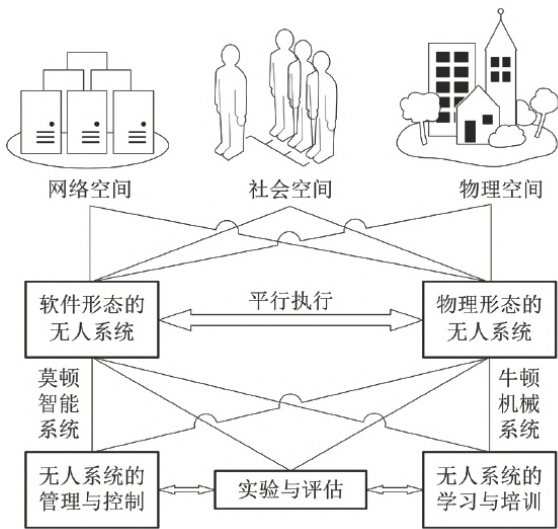 网络空间
社会空间
物理空间
软件形态的
无人系统
平行执行
物理形态的
无人系统
莫顿
智能
系统
牛顿
机械
系统
无人系统的
管理与控制
实验与评估
无人系统的
学习与培训